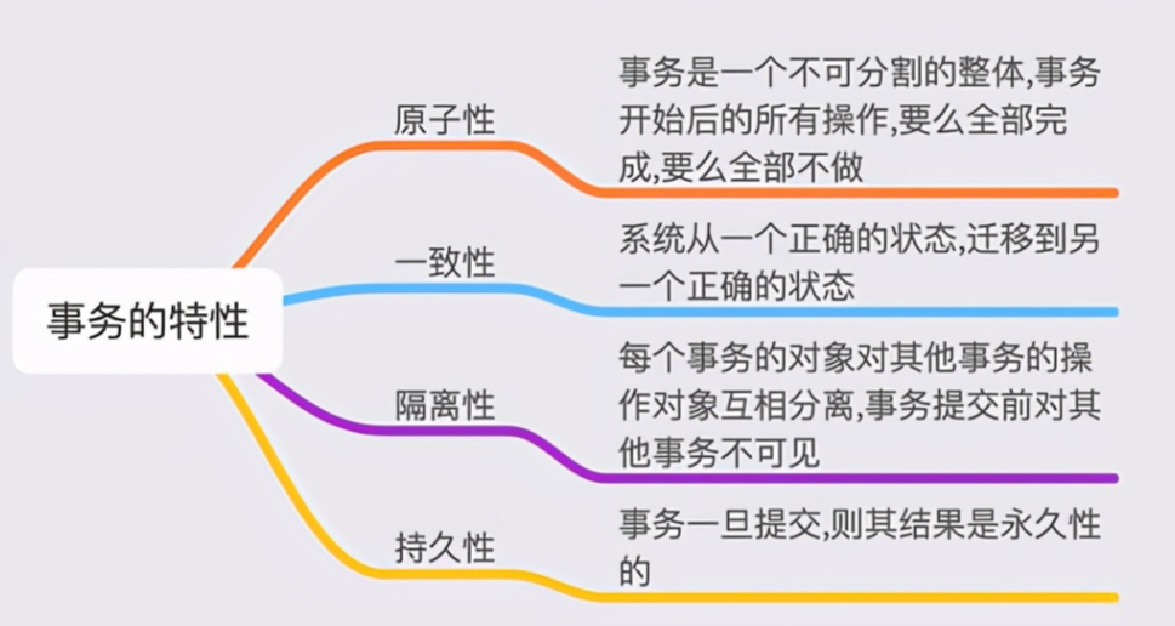 事务的特性
原子性
事务是一个不可分割的整体,事务
开始后的所有操作,要么全部完
成,要么全部不做
一致性
系统从一个正确的状态,迁移到另
一个正确的状态
隔离性
每个事务的对象对其他事务的操
作对象互相分离,事务提交前对其
他事务不可见
持久性
事务一旦提交,则其结果是永久性
的